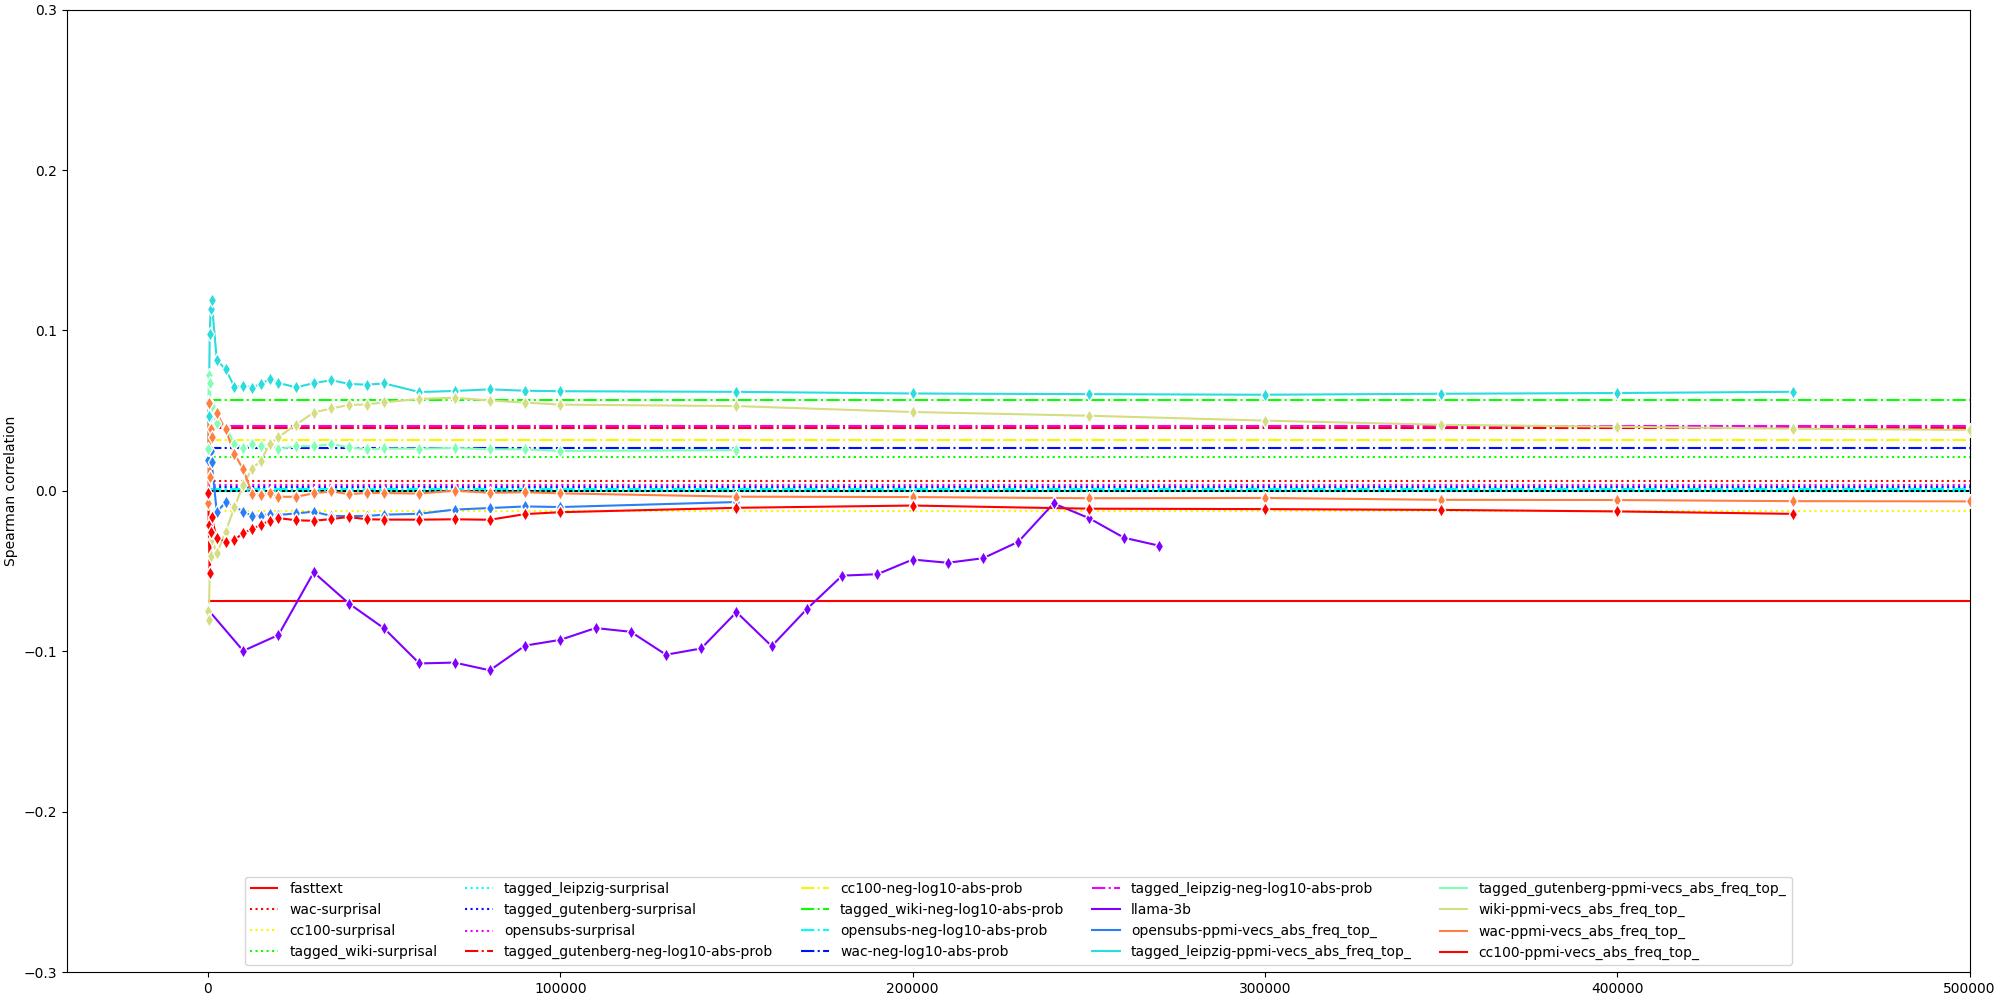 0.3
0.2
0.1
0.0
−0.1
−0.2
−0.3
Spearman correlation
0
100000
200000
300000
400000
500000
fasttext
wac-surprisal
cc100-surprisal
tagged_wiki-surprisal
tagged_leipzig-surprisal
tagged_gutenberg-surprisal
opensubs-surprisal
tagged_gutenberg-neg-log10-abs-prob
cc100-neg-log10-abs-prob
tagged_wiki-neg-log10-abs-prob
opensubs-neg-log10-abs-prob
wac-neg-log10-abs-prob
tagged_leipzig-neg-log10-abs-prob
llama-3b
opensubs-ppmi-vecs_abs_freq_top_
tagged_leipzig-ppmi-vecs_abs_freq_top_
tagged_gutenberg-ppmi-vecs_abs_freq_top_
wiki-ppmi-vecs_abs_freq_top_
wac-ppmi-vecs_abs_freq_top_
cc100-ppmi-vecs_abs_freq_top_